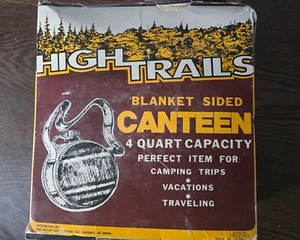 HIGH TRAILS
BLANKET SIDED
CANTEEN
4 QUART CAPACITY
PERFECT ITEM FOR:
CAMPING TRIPS
•
VACATIONS
•
TRAVELING